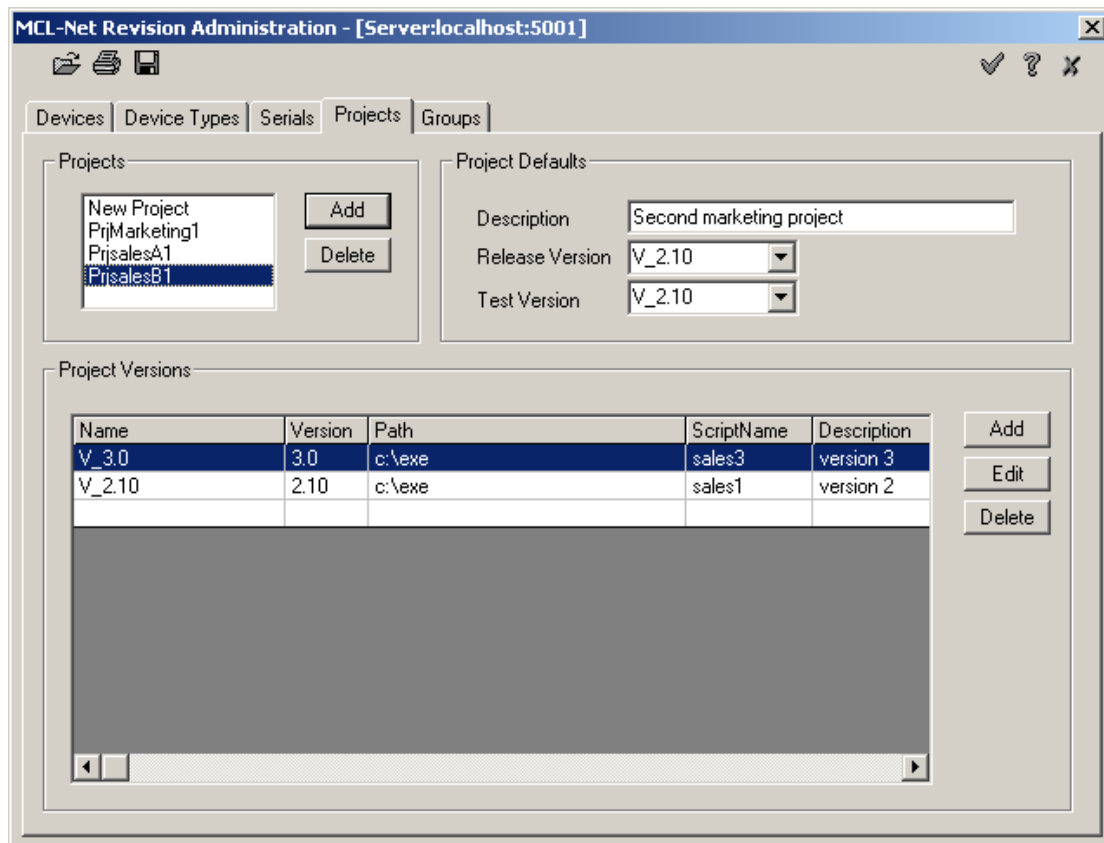 MCL-Net Revision Administration - [Server:localhost:5001]
Devices Device Types Serials Projects Groups
Projects
New Project
PrjMarketing1
PrjsalesA1
PrjsalesB1
Add
Delete
Project Defaults
Description Second marketing project
Release Version V_2.10
Test Version V_2.10
Project Versions
Name Version Path ScriptName Description
V_3.0 3.0 c:\exe sales3 version 3
V_2.10 2.10 c:\exe sales1 version 2
Add
Edit
Delete